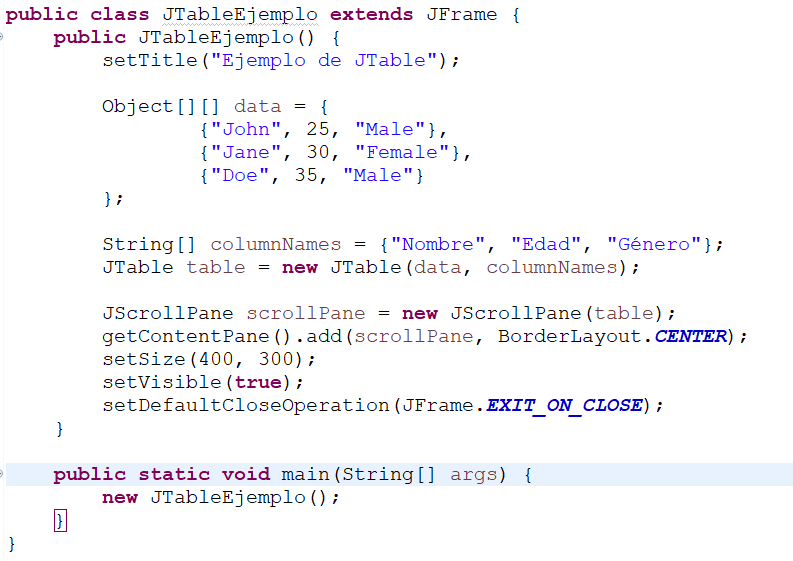 public class JTableEjemplo extends JFrame {
    public JTableEjemplo() {
        setTitle("Ejemplo de JTable");

        Object[][] data = {
                {"John", 25, "Male"},
                {"Jane", 30, "Female"},
                {"Doe", 35, "Male"}
        };

        String[] columnNames = {"Nombre", "Edad", "Género"};
        JTable table = new JTable(data, columnNames);

        JScrollPane scrollPane = new JScrollPane(table);
        getContentPane().add(scrollPane, BorderLayout.CENTER);
        setSize(400, 300);
        setVisible(true);
        setDefaultCloseOperation(JFrame.EXIT_ON_CLOSE);
    }

    public static void main(String[] args) {
        new JTableEjemplo();
    }
}